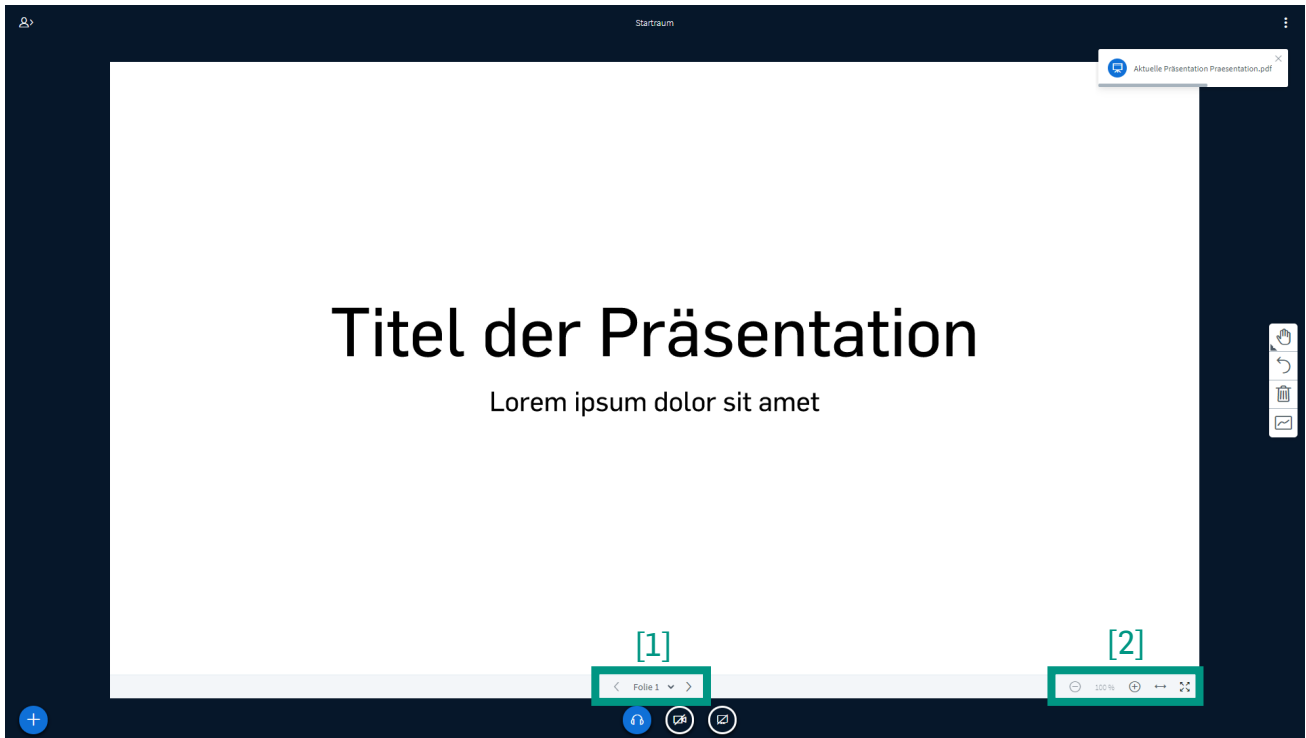 Startraum
Aktuelle Präsentation Praesentation.pdf
Titel der Präsentation
Lorem ipsum dolor sit amet
[1]
[2]
Folie 1
100%